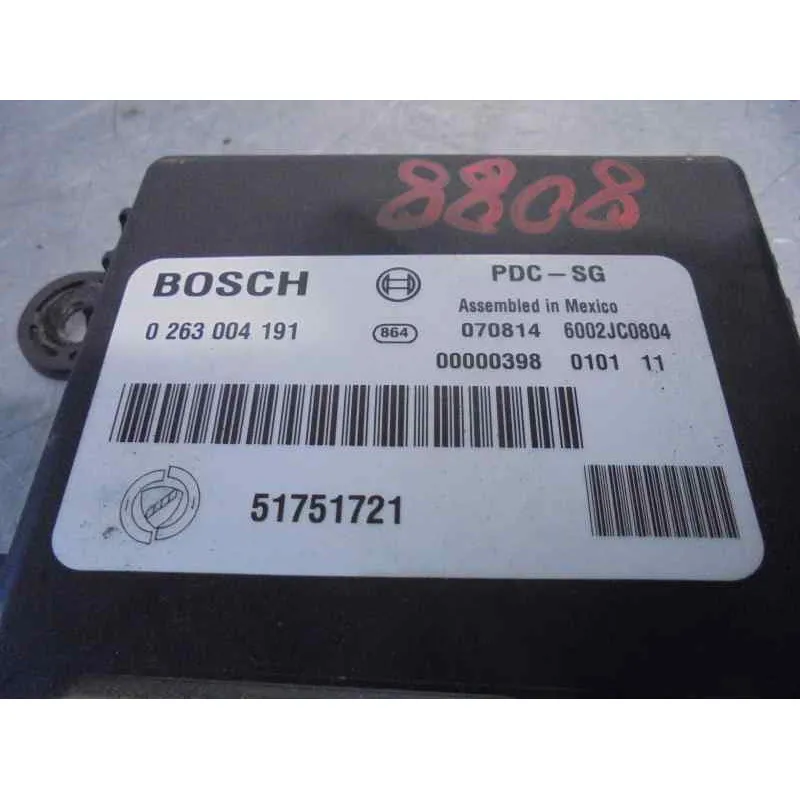 8808
BOSCH PDC-SG
Assembled in Mexico
0 263 004 191 864 070814 6002JC0804
00000398 0101 11
51751721